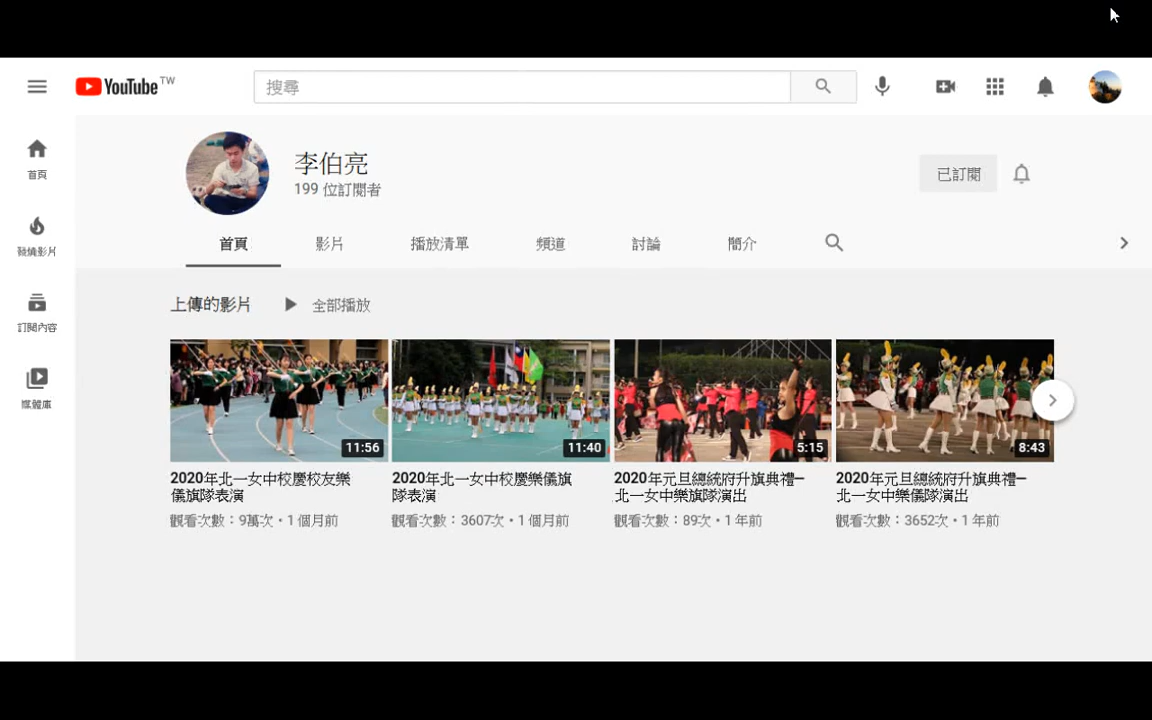 YouTube TW
搜尋
首頁
發燒影片
訂閱內容
媒體庫
李伯亮
199 位訂閱者
已訂閱
首頁 影片 播放清單 頻道 討論 簡介
上傳的影片 全部播放
11:56
11:40
5:15
8:43
2020年北一女中校慶校友樂
儀旗隊表演
觀看次數：9萬次・1 個月前
2020年北一女中校慶樂儀旗
隊表演
觀看次數：3607次・1 個月前
2020年元旦總統府升旗典禮—
北一女中樂旗隊演出
觀看次數：89次・1 年前
2020年元旦總統府升旗典禮—
北一女中樂儀隊演出
觀看次數：3652次・1 年前